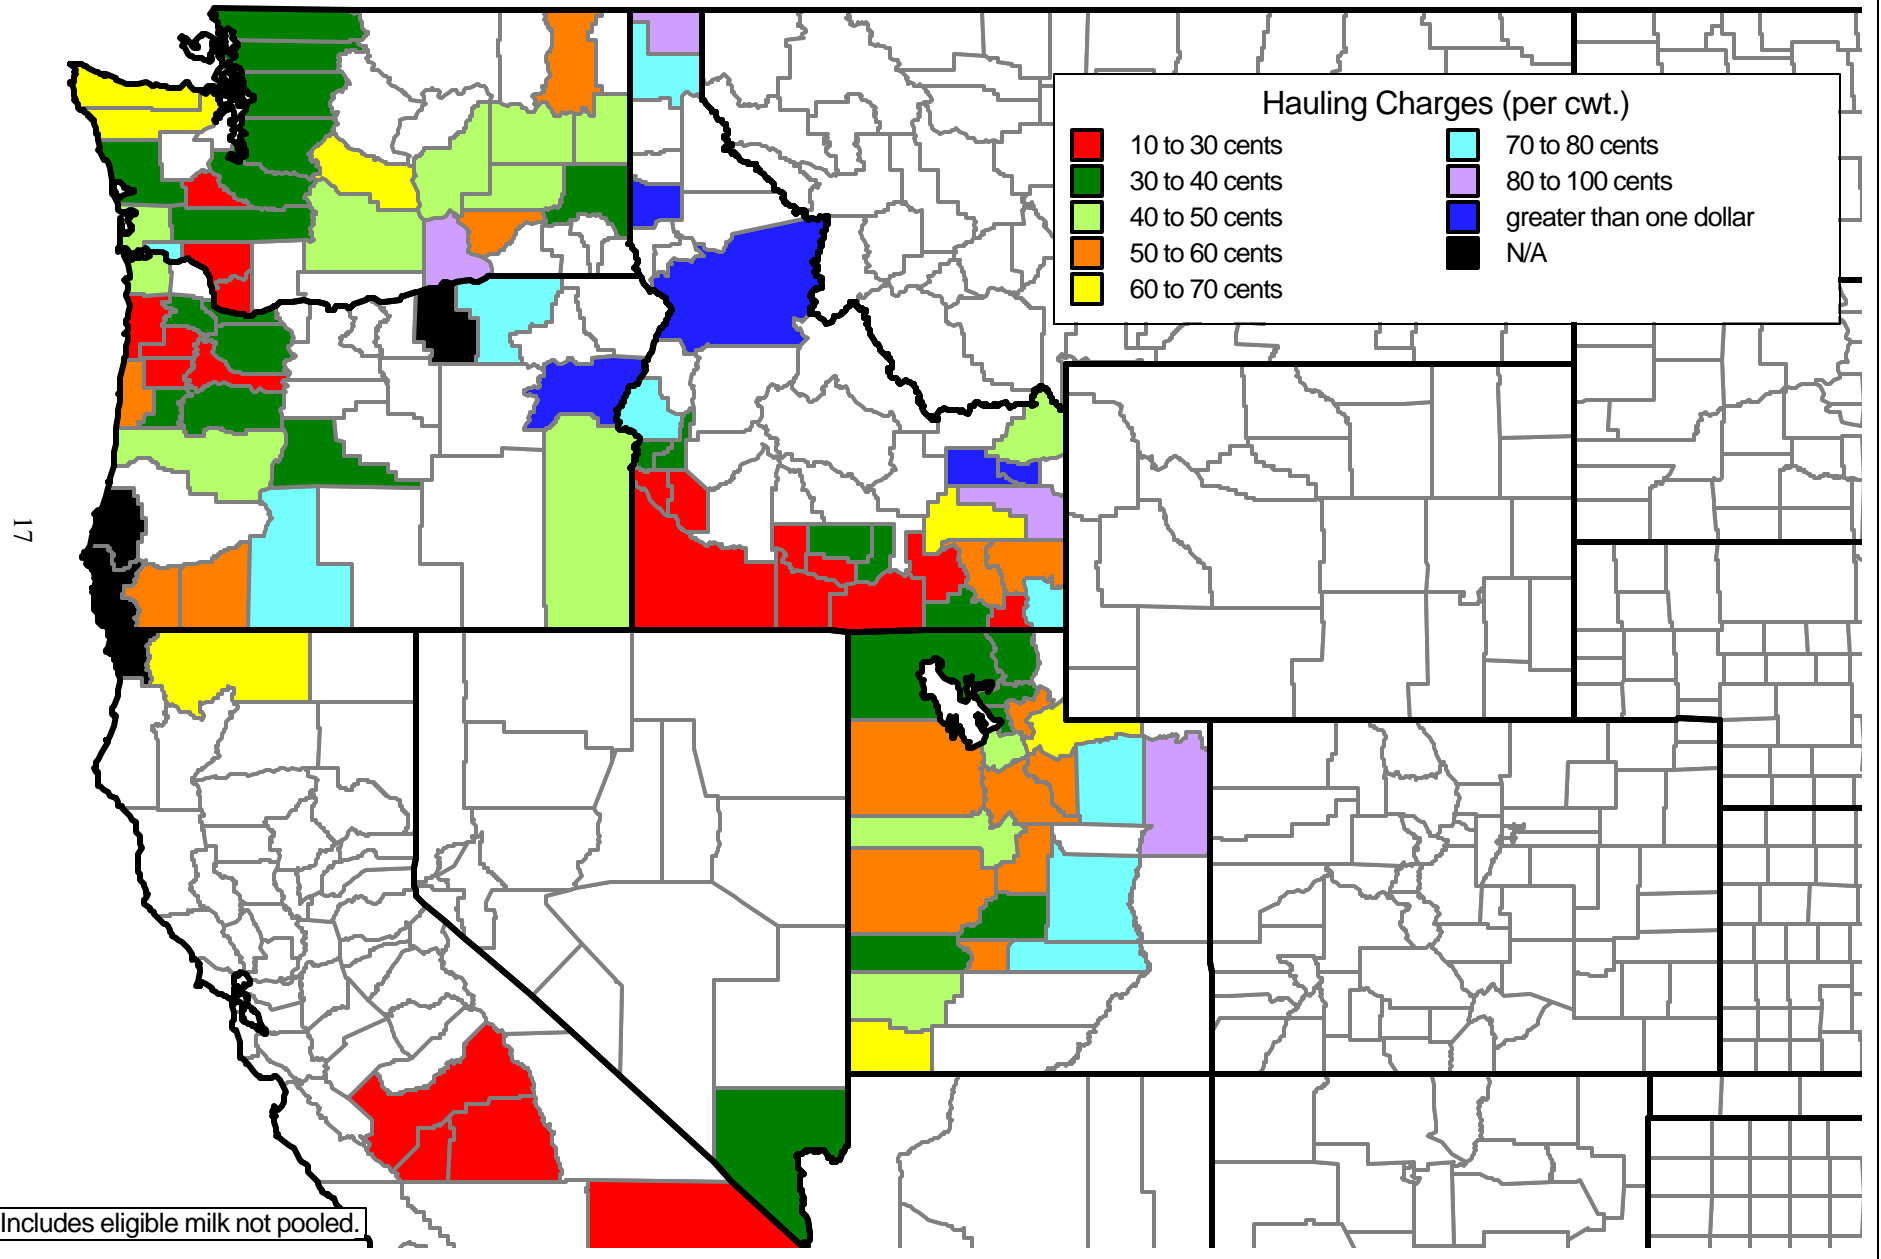 Hauling Charges (per cwt.)
10 to 30 cents
30 to 40 cents
40 to 50 cents
50 to 60 cents
60 to 70 cents
70 to 80 cents
80 to 100 cents
greater than one dollar
N/A
17
Includes eligible milk not pooled.